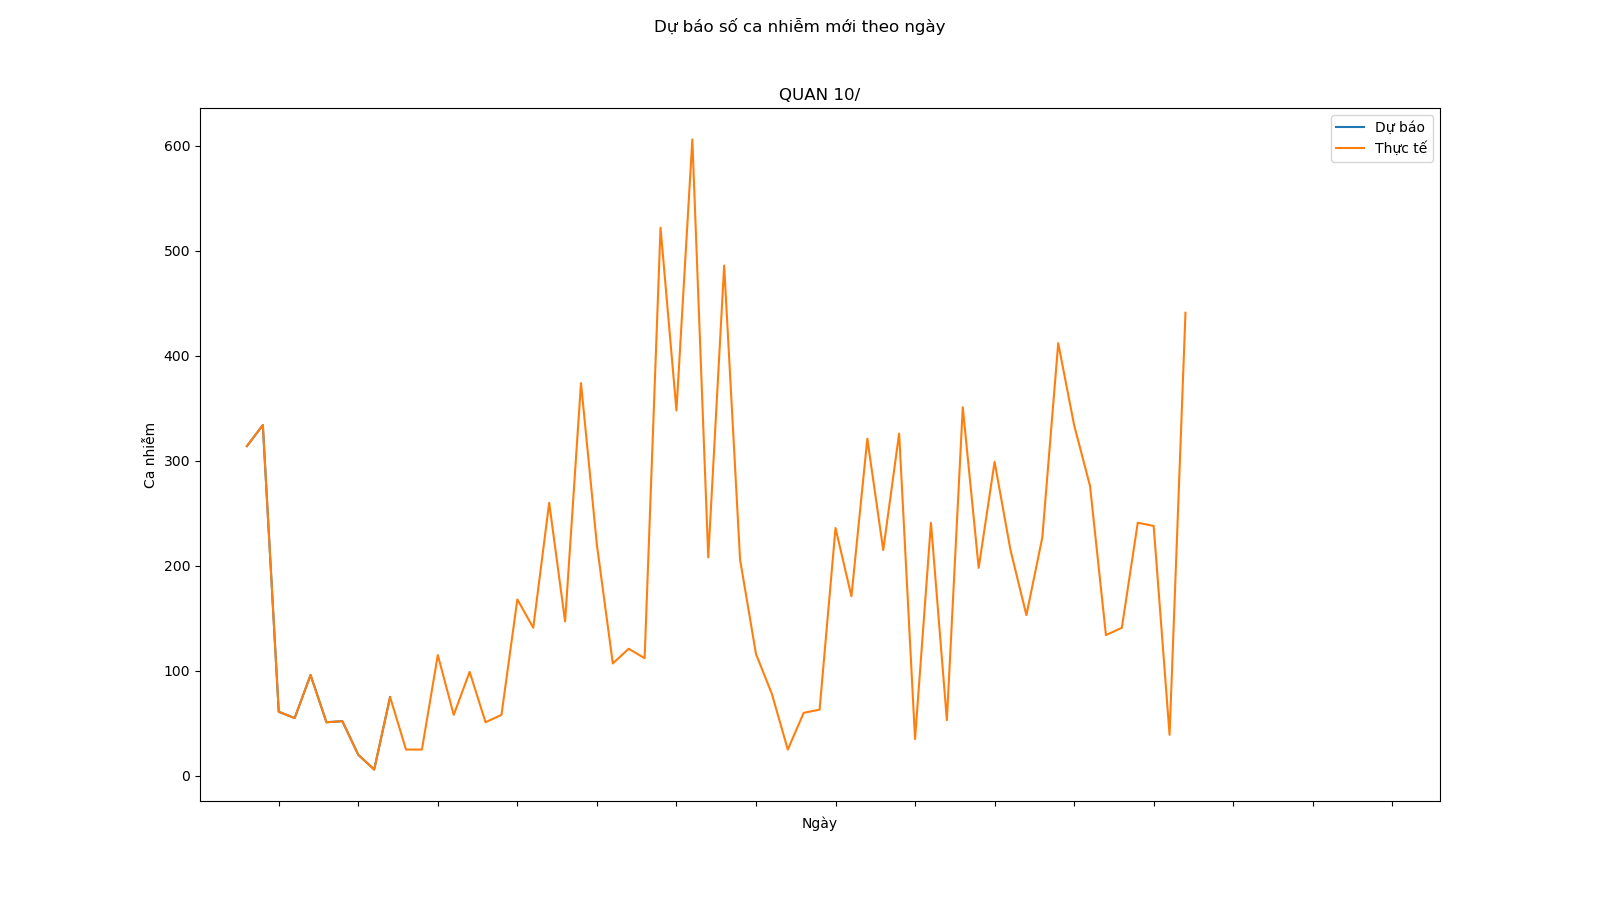 Dự báo số ca nhiễm mới theo ngày
QUAN 10/
Dự báo
Thực tế
600
500
400
300
200
100
0
Ca nhiễm
Ngày